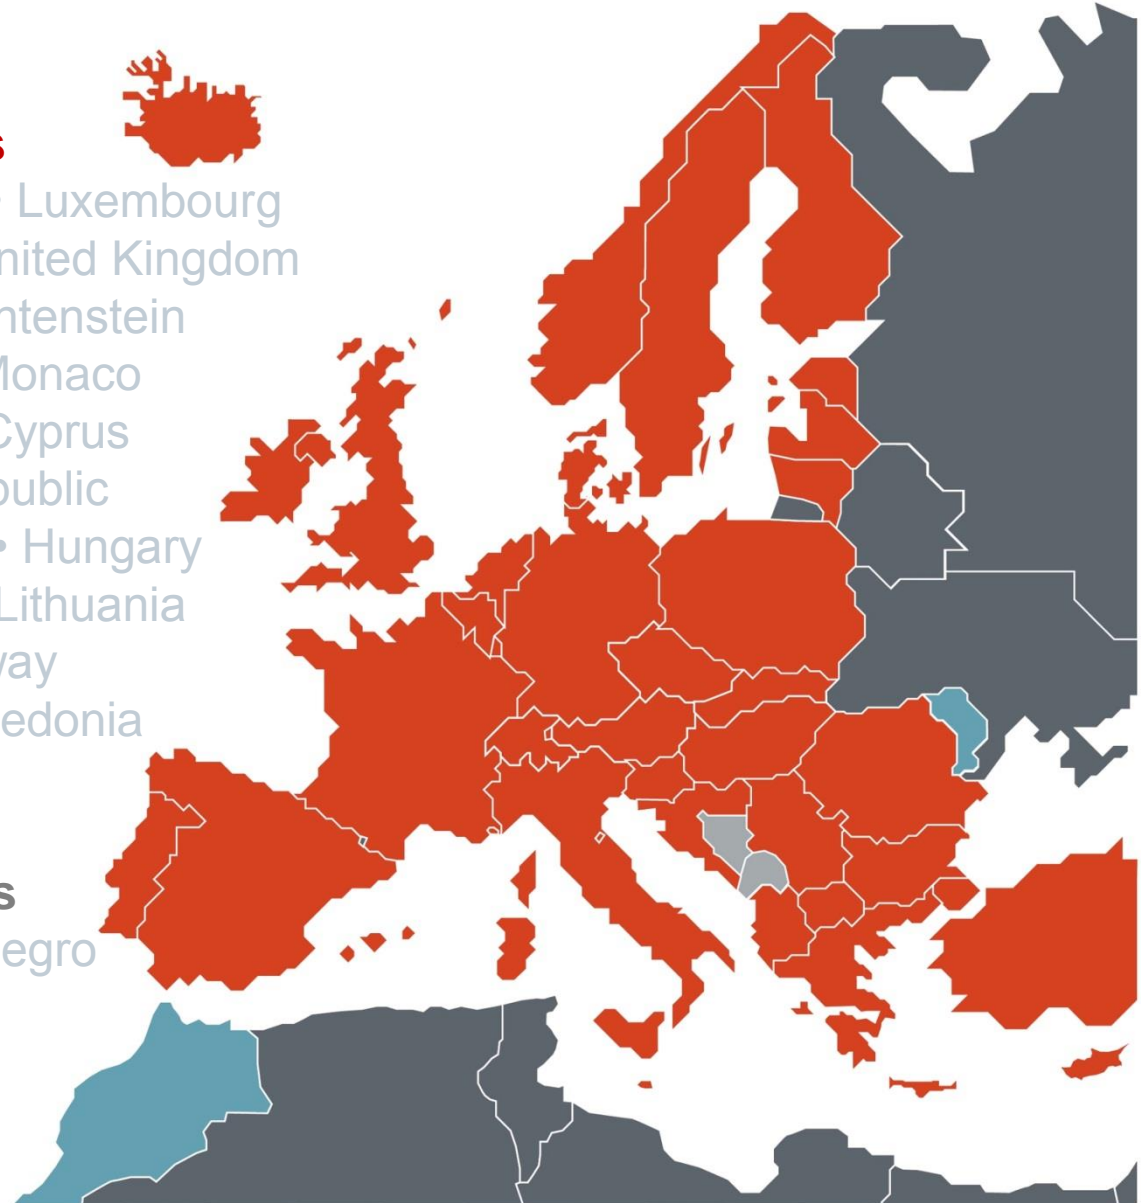 s
• Luxembourg
nited Kingdom
ntenstein
Monaco
Cyprus
public
• Hungary
Lithuania
way
edonia
s
egro